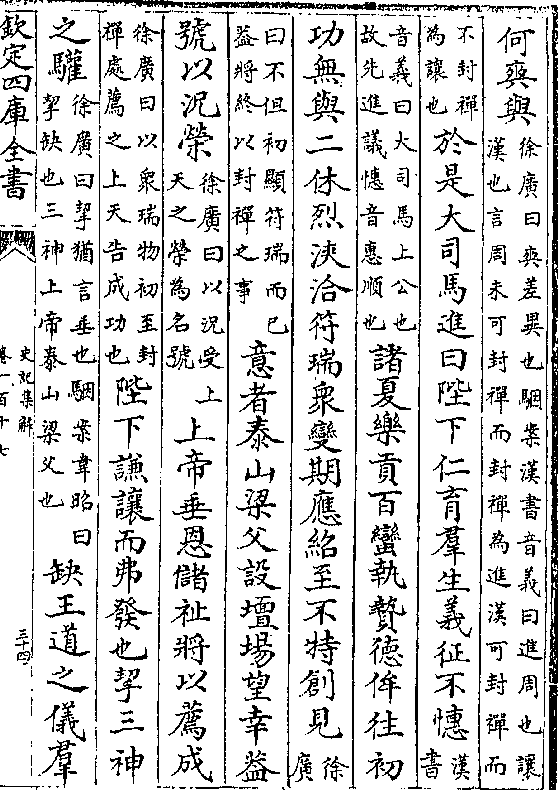 何爽與徐廣曰爽差異也駰案漢書音義曰進周也讓
漢也言周未可封禪而封禪為進漢可封禪而
不封禪
為讓也於是大司馬進曰陛下仁育羣生義征不憓漢
書
音義曰大司馬上公也
故先進議憓音惠順也諸夏樂貢百蠻執贄德侔往初
功無與二休烈浹洽符瑞衆變期應紹至不特創見徐
廣
曰不但初顯符瑞而已
益將終以封禪之事意者泰山梁父設壇場望幸益
號以況榮徐廣曰以況受上
天之榮為名號上帝垂恩儲祉將以薦成
徐廣曰以衆瑞物初至封
禪處薦之上天告成功也陛下謙讓而弗發也挈三神
之驩徐廣曰挈猶言垂也駰案韋昭曰
挈缺也三神上帝泰山梁父也缺王道之儀羣
欽定四庫全書
史記集解
卷一百十七
三十四